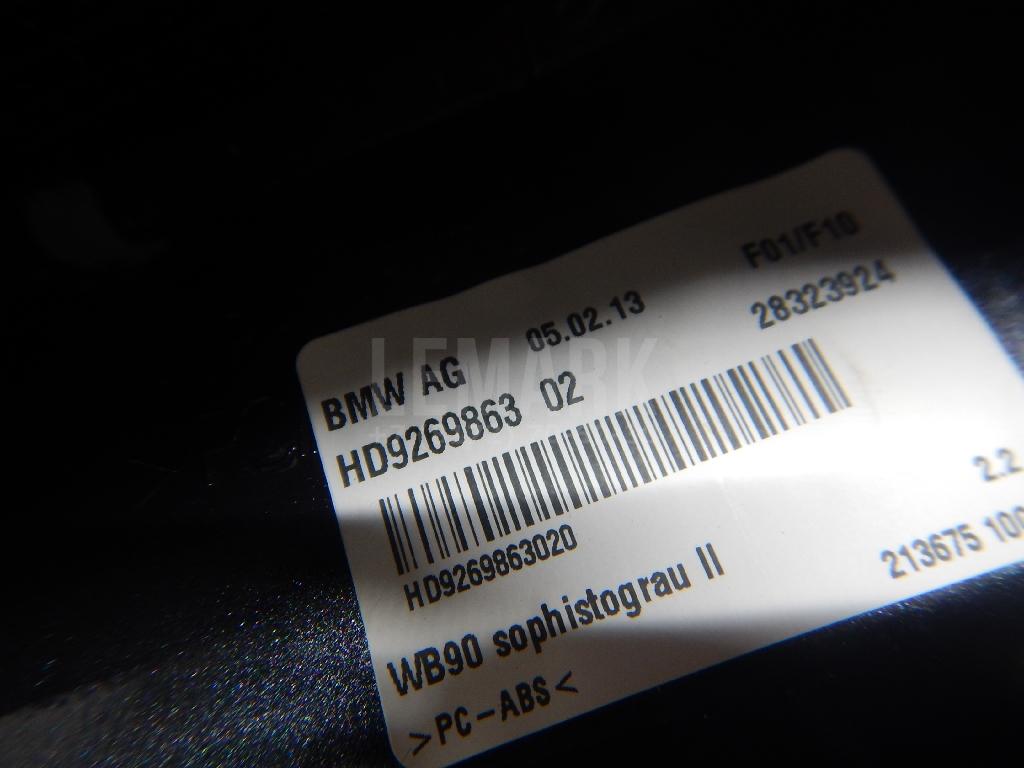 BMW AG 05.02.13 F01/F10
HD9269863 02 28323924
HD9269863020 2.2
WB90 sophistograu II 213675 100
>PC-ABS<
LEMARK